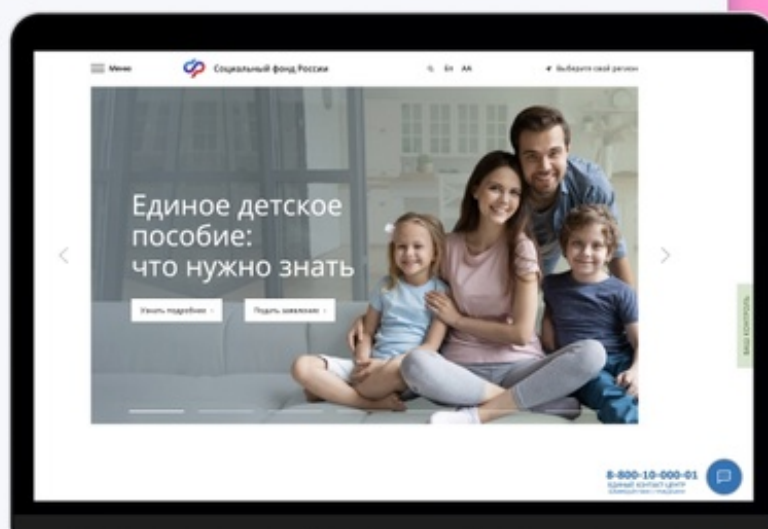 Меню
Социальный фонд России
En АА
Выберите свой регион
Единое детское
пособие:
что нужно знать
Узнать подробнее
Подать заявление
ВАШ КОНТРОЛЬ
8-800-10-000-01
ЕДИНЫЙ КОНТАКТ-ЦЕНТР